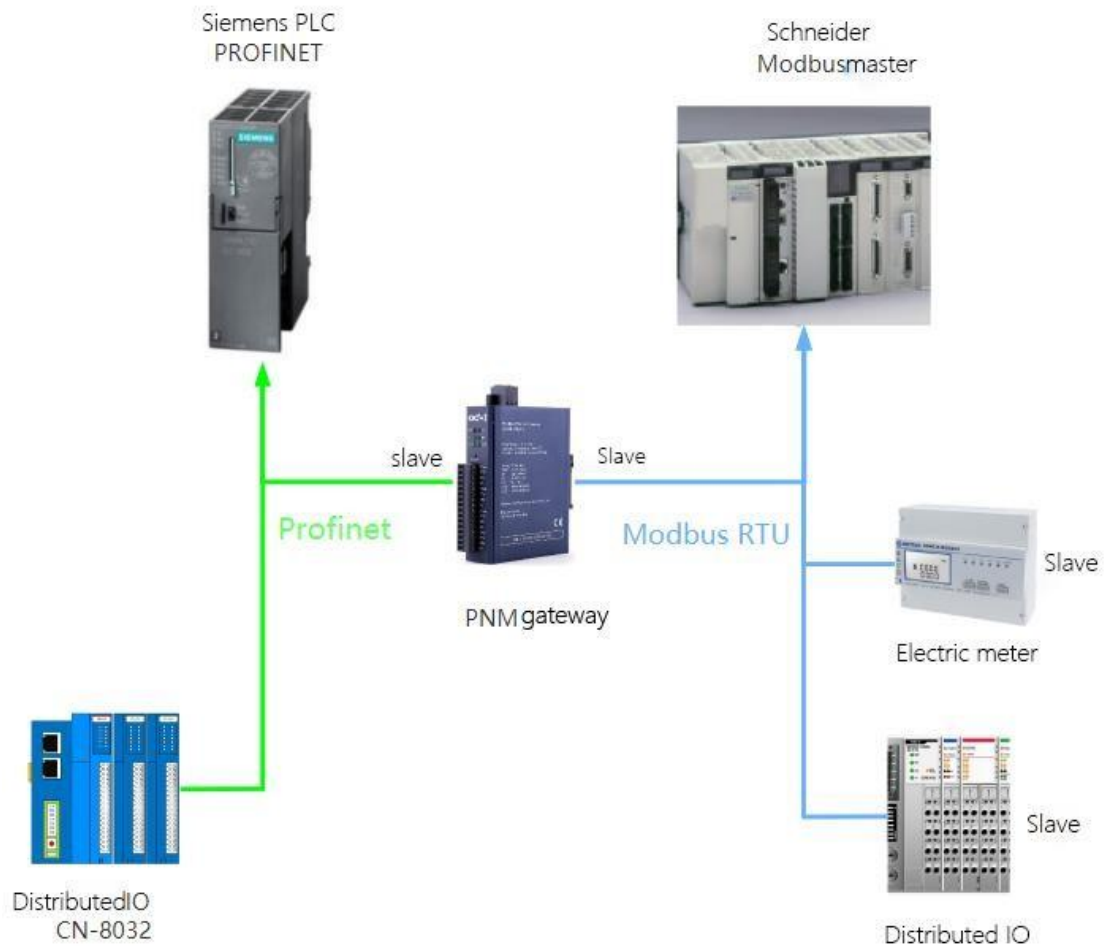 Siemens PLC
PROFINET
Schneider
Modbusmaster
SIEMENS
slave
Slave
Profinet
Modbus RTU
PNM gateway
Slave
Electric meter
Slave
DistributedIO
CN-8032
Distributed IO